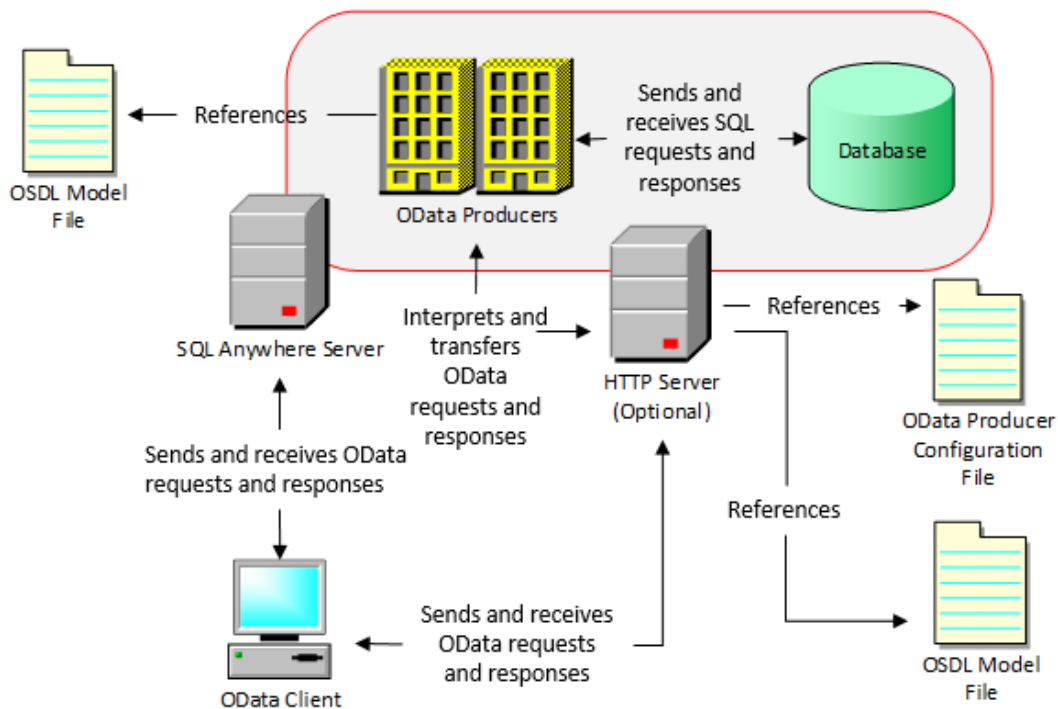 References
OSDL Model
File
OData Producers
Sends and
receives SQL
requests and
responses
Database
SQL Anywhere Server
Interprets and
transfers
OData
requests and
responses
HTTP Server
(Optional)
References
OData Producer
Configuration
File
Sends and receives OData
requests and responses
References
OData Client
Sends and receives
OData requests
and responses
OSDL Model
File